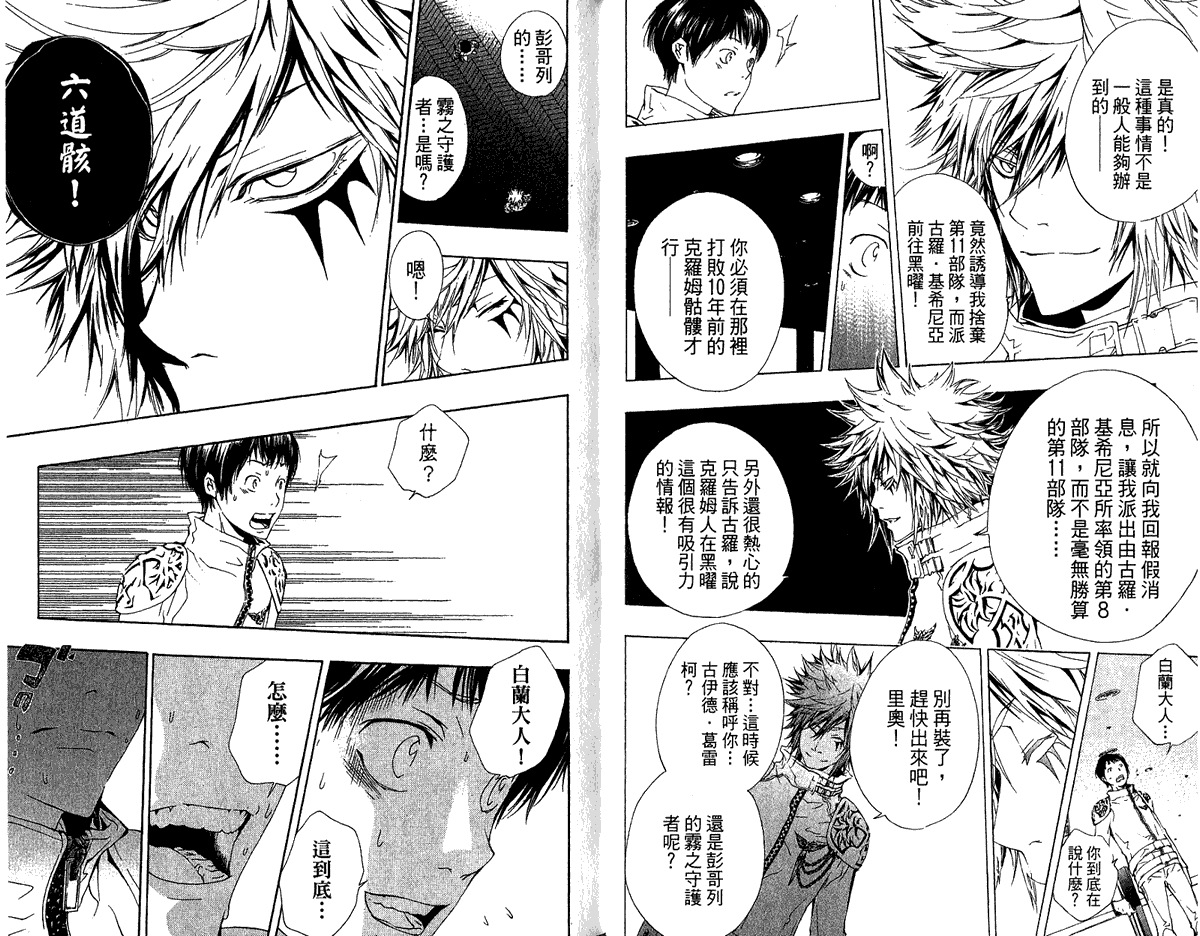 是真的！
這種事情不是
一般人能夠辦
到的——
竟然誘導我捨棄
第11部隊，而派
古羅．基希尼亞
前往黑曜！
啊？
你必須在那裡
打敗10年前的
克羅姆骷髏才
行——
所以就向我回報假消
息，讓我派出由古羅．
基希尼亞所率領的第8
部隊，而不是毫無勝算
的第11部隊……
另外還很熱心的
只告訴古羅，說
克羅姆人在黑曜
這個很有吸引力
的情報！
白蘭大人…
你到底在
說什麼？
別再裝了，
趕快出來吧！
里奧！
不對…這時候
應該稱呼你…
古伊德．葛雷
柯？
還是彭哥列
的霧之守護
者呢？
彭哥列
的……
霧之守護
者…是嗎？
六道骸！
嗯！
什麼？
白蘭大人！
這到底…
怎麼……
ゴゴ